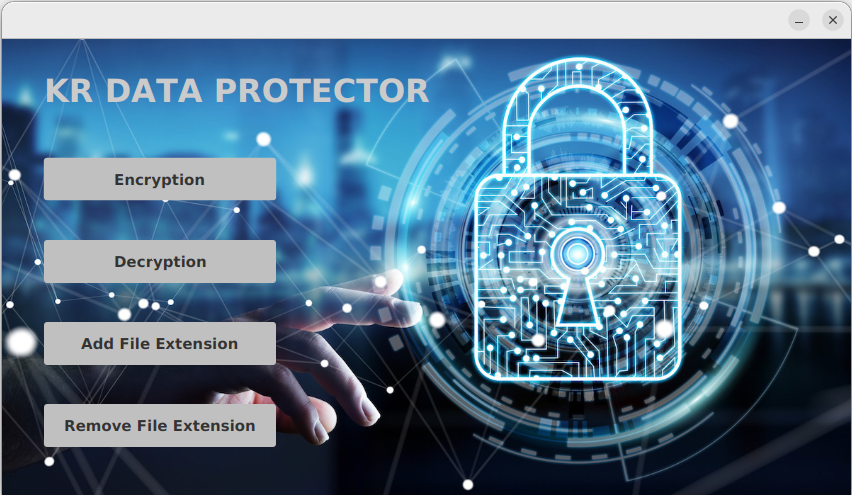 KR DATA PROTECTOR
Encryption
Decryption
Add File Extension
Remove File Extension